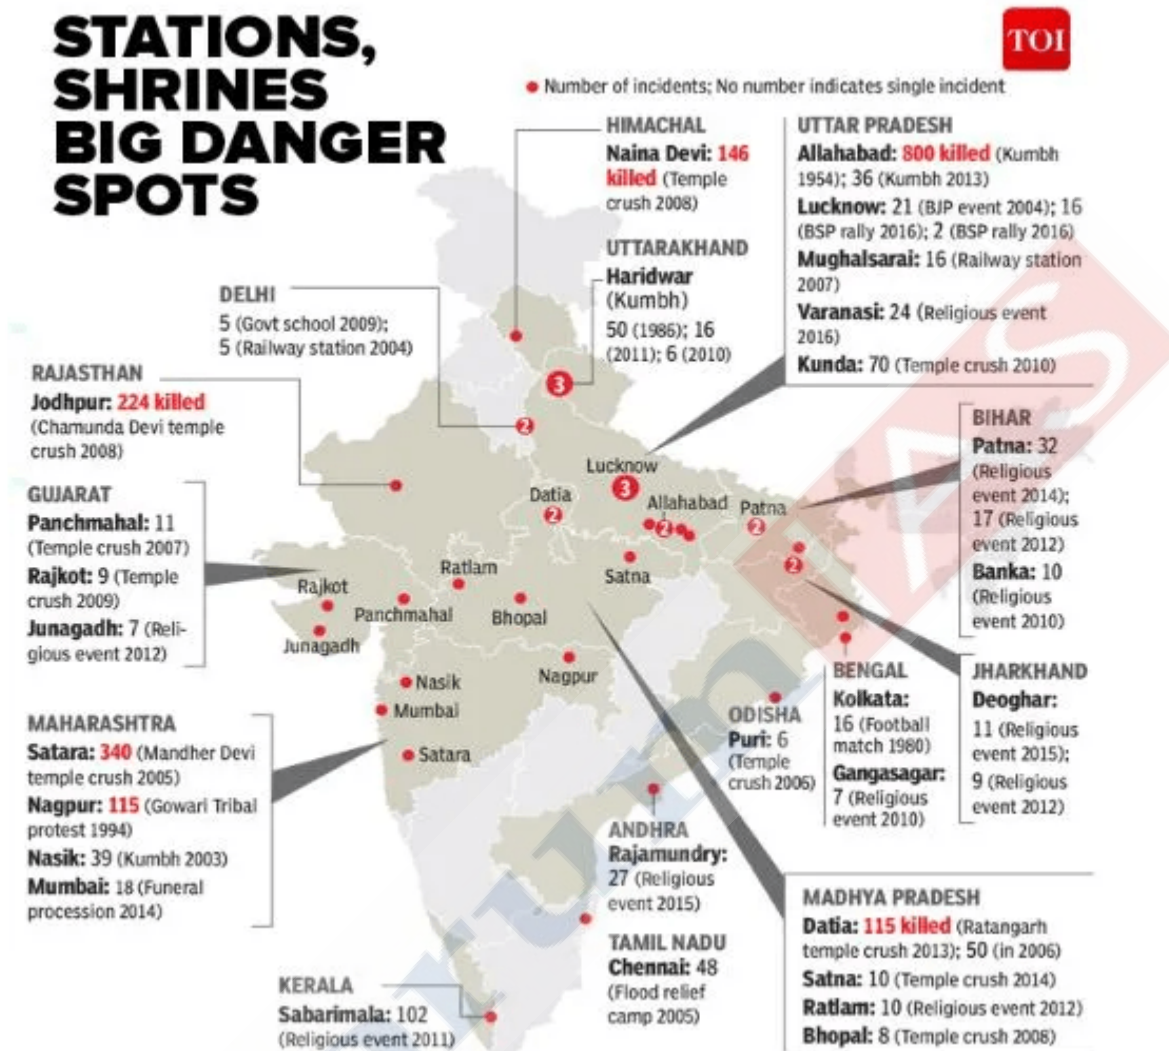 STATIONS,
SHRINES
BIG DANGER
SPOTS
TOI
Number of incidents; No number indicates single incident
HIMACHAL
Naina Devi: 146
killed (Temple
crush 2008)
UTTARAKHAND
Haridwar
(Kumbh)
50 (1986); 16
(2011); 6 (2010)
UTTAR PRADESH
Allahabad: 800 killed (Kumbh
1954); 36 (Kumbh 2013)
Lucknow: 21 (BJP event 2004); 16
(BSP rally 2016); 2 (BSP rally 2016)
Mughalsarai: 16 (Railway station
2007)
Varanasi: 24 (Religious event
2016)
Kunda: 70 (Temple crush 2010)
DELHI
5 (Govt school 2009);
5 (Railway station 2004)
RAJASTHAN
Jodhpur: 224 killed
(Chamunda Devi temple
crush 2008)
GUJARAT
Panchmahal: 11
(Temple crush 2007)
Rajkot: 9 (Temple
crush 2009)
Junagadh: 7 (Reli-
gious event 2012)
MAHARASHTRA
Satara: 340 (Mandher Devi
temple crush 2005)
Nagpur: 115 (Gowari Tribal
protest 1994)
Nasik: 39 (Kumbh 2003)
Mumbai: 18 (Funeral
procession 2014)
3
2
Lucknow
3
Datia
2
Allahabad
2
Patna
2
2
Satna
Ratlam
Rajkot
Panchmahal
Bhopal
Junagadh
Nagpur
Nasik
Mumbai
Satara
BIHAR
Patna: 32
(Religious
event 2014);
17 (Religious
event 2012)
Banka: 10
(Religious
event 2010)
JHARKHAND
Deoghar:
11 (Religious
event 2015);
9 (Religious
event 2012)
BENGAL
Kolkata:
16 (Football
match 1980)
Gangasagar:
7 (Religious
event 2010)
ODISHA
Puri: 6
(Temple
crush 2006)
ANDHRA
Rajamundry:
27 (Religious
event 2015)
TAMIL NADU
Chennai: 48
(Flood relief
camp 2005)
KERALA
Sabarimala: 102
(Religious event 2011)
MADHYA PRADESH
Datia: 115 killed (Ratangarh
temple crush 2013); 50 (in 2006)
Satna: 10 (Temple crush 2014)
Ratlam: 10 (Religious event 2012)
Bhopal: 8 (Temple crush 2008)
rum IAS